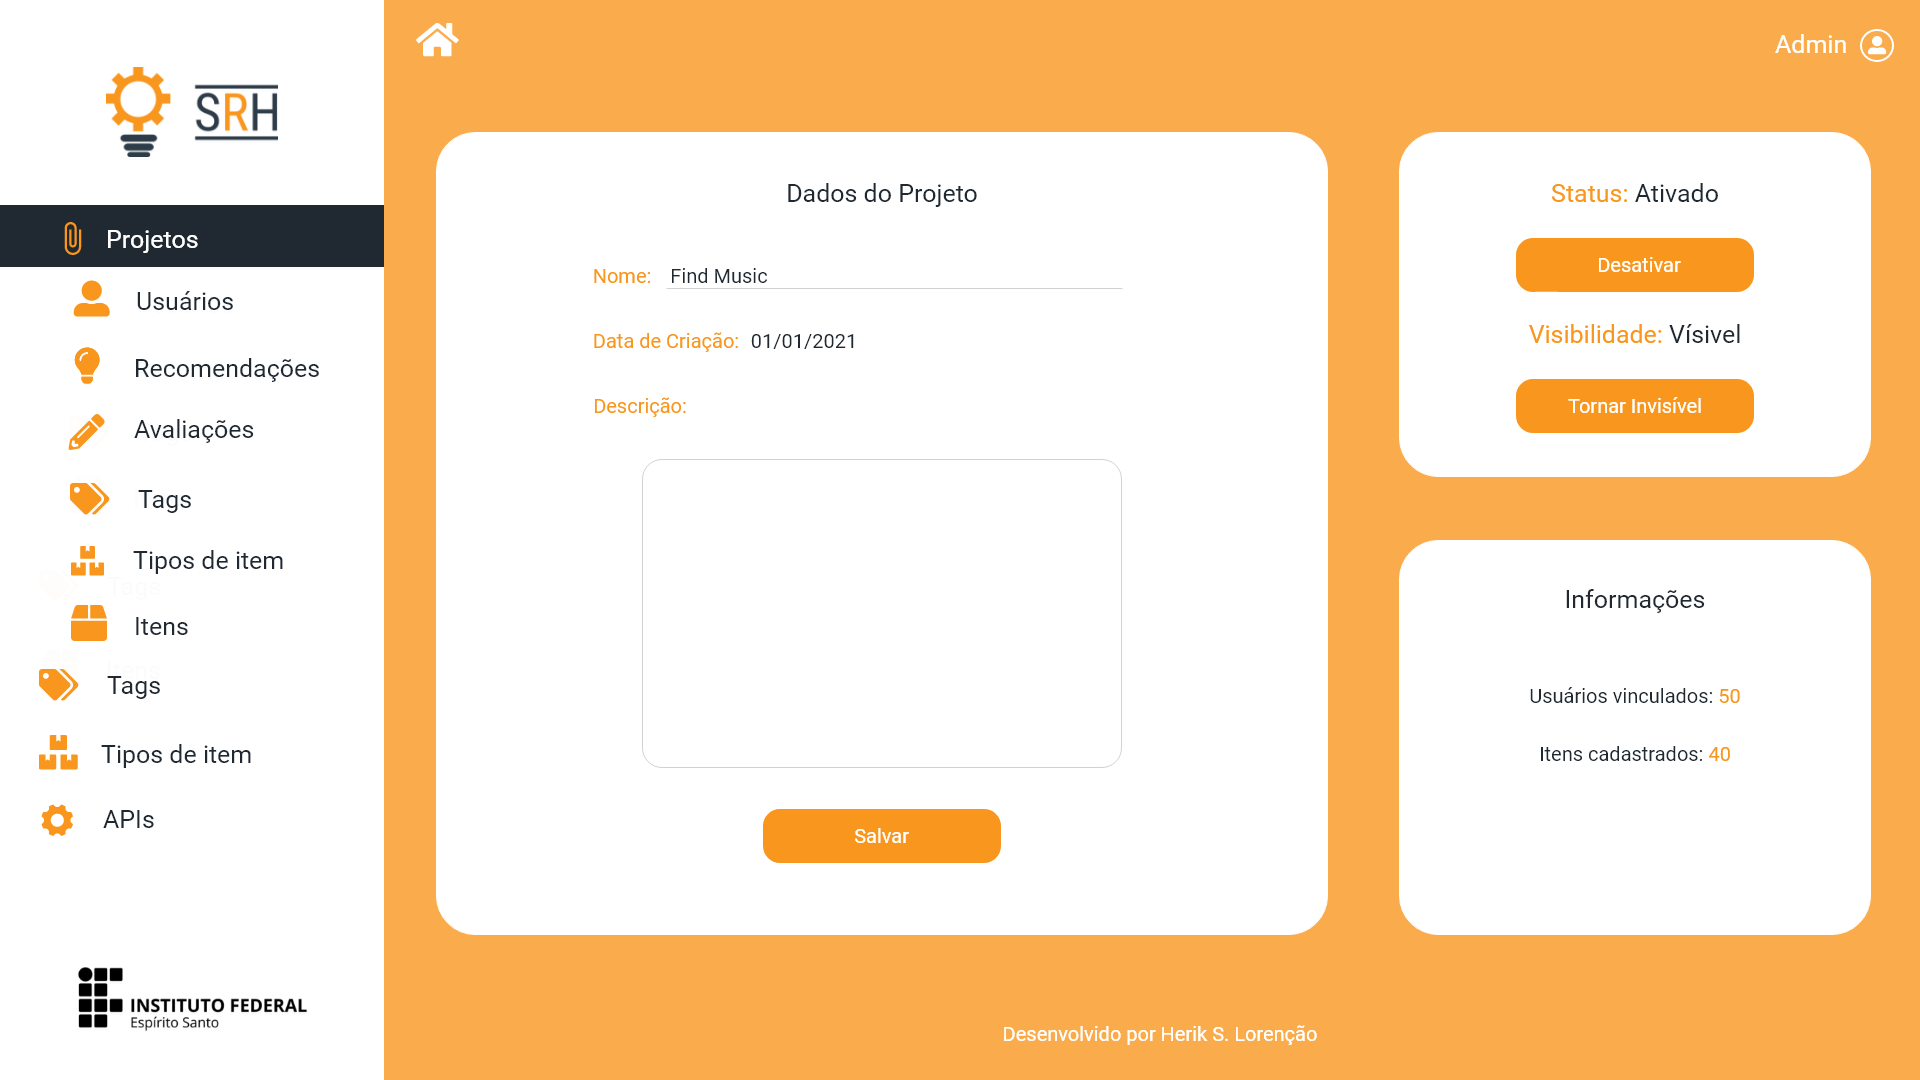 SRH
Projetos
Usuários
Recomendações
Avaliações
Tags
Tipos de item
Tags
Itens
Tags
Tipos de item
APIs
INSTITUTO FEDERAL
Espírito Santo
Admin
Dados do Projeto
Nome: Find Music
Data de Criação: 01/01/2021
Descrição:
Salvar
Status: Ativado
Desativar
Visibilidade: Vísivel
Tornar Invisível
Informações
Usuários vinculados: 50
Itens cadastrados: 40
Desenvolvido por Herik S. Lorenção